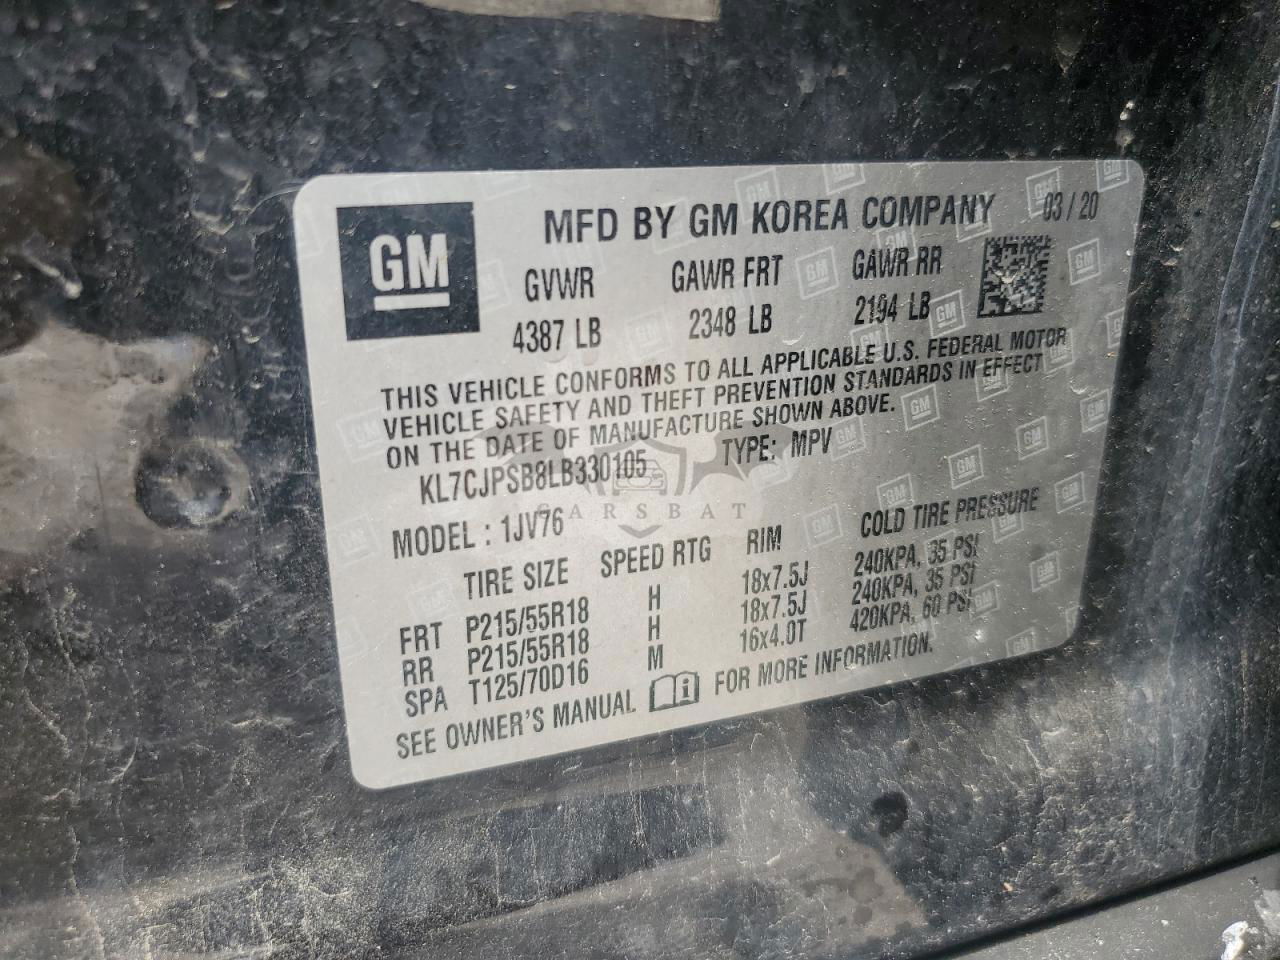 GM
MFD BY GM KOREA COMPANY 03/20
GVWR GAWR FRT GAWR RR
4387 LB 2348 LB 2194 LB
THIS VEHICLE CONFORMS TO ALL APPLICABLE U.S. FEDERAL MOTOR
VEHICLE SAFETY AND THEFT PREVENTION STANDARDS IN EFFECT
ON THE DATE OF MANUFACTURE SHOWN ABOVE.
KL7CJPSB8LB330105 TYPE: MPV
CARSBAT
MODEL : 1JV76
TIRE SIZE SPEED RTG RIM COLD TIRE PRESSURE
FRT P215/55R18 H 18x7.5J 240KPA, 35 PSI
RR P215/55R18 H 18x7.5J 240KPA, 35 PSI
SPA T125/70D16 M 16x4.0T 420KPA, 60 PSI
SEE OWNER'S MANUAL i FOR MORE INFORMATION.